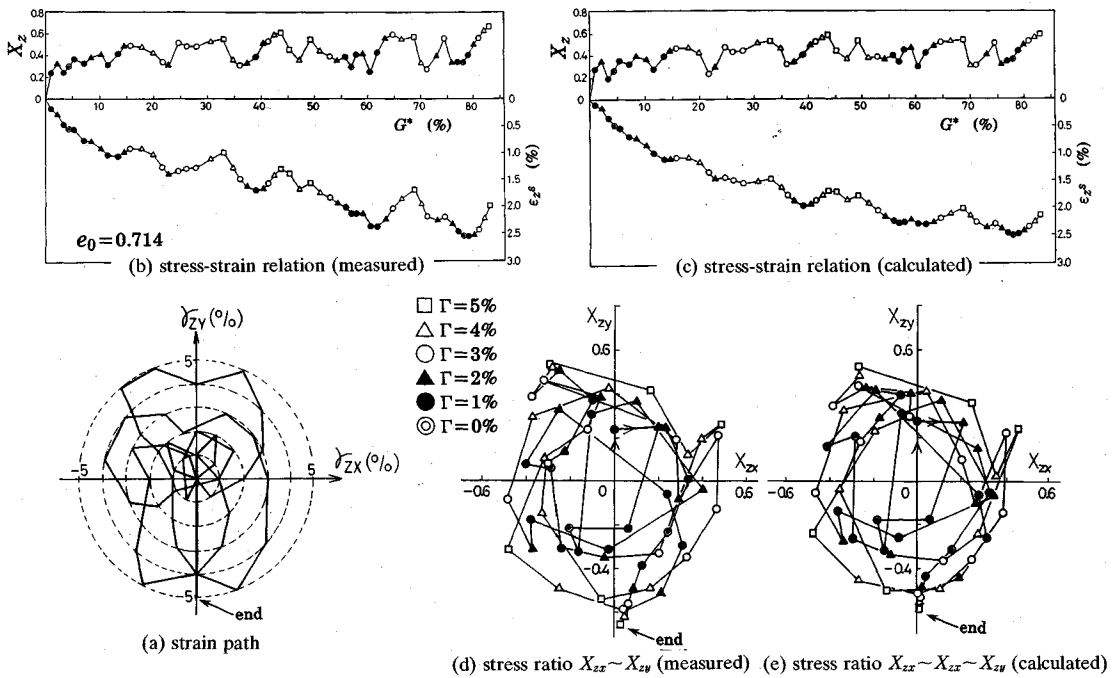 0.8
0.6
0.4
0.2
0
X_z
10 20 30 40 50 60 70 80
G* (%)
0
0.5
1.0
1.5
2.0
2.5
3.0
ε_z^s (%)
e_0=0.714
(b) stress-strain relation (measured)
0.8
0.6
0.4
0.2
0
X_z
10 20 30 40 50 60 70 80
G* (%)
0
0.5
1.0
1.5
2.0
2.5
3.0
ε_z^s (%)
(c) stress-strain relation (calculated)
γ_ZY(%)
5
-5
5
γ_ZX(%)
5
end
(a) strain path
□ Γ=5%
△ Γ=4%
○ Γ=3%
▲ Γ=2%
● Γ=1%
◎ Γ=0%
X_zy
0.6
X_zx
-0.6
0
0.6
-0.4
end
(d) stress ratio X_zx~X_zy (measured)
X_zy
0.6
X_zx
-0.6
0
0.6
-0.4
end
(e) stress ratio X_zx~X_zx~X_zy (calculated)